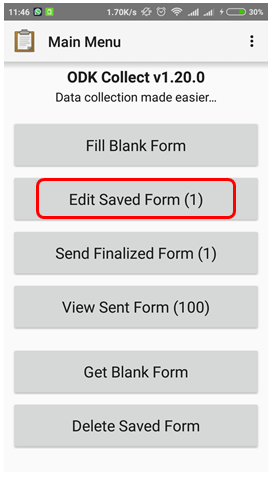 11:46 1.70K/s 30%
Main Menu
ODK Collect v1.20.0
Data collection made easier...
Fill Blank Form
Edit Saved Form (1)
Send Finalized Form (1)
View Sent Form (100)
Get Blank Form
Delete Saved Form